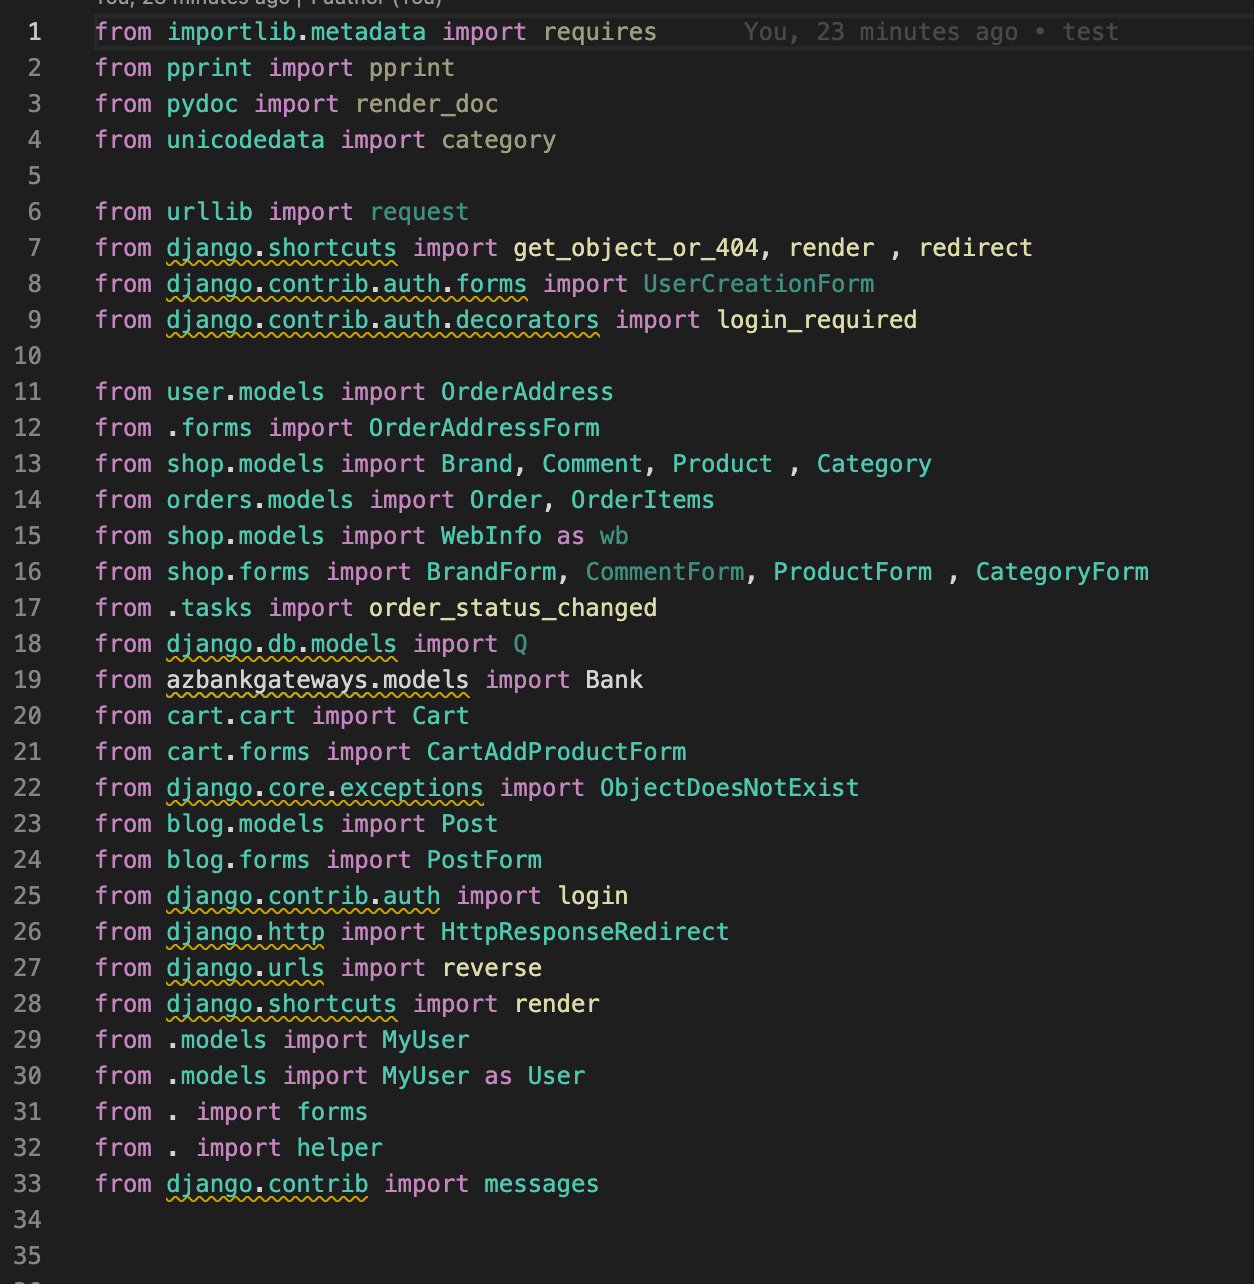 You, 23 minutes ago | 1 author (You)
1 from importlib.metadata import requires You, 23 minutes ago • test
2 from pprint import pprint
3 from pydoc import render_doc
4 from unicodedata import category
5
6 from urllib import request
7 from django.shortcuts import get_object_or_404, render , redirect
8 from django.contrib.auth.forms import UserCreationForm
9 from django.contrib.auth.decorators import login_required
10
11 from user.models import OrderAddress
12 from .forms import OrderAddressForm
13 from shop.models import Brand, Comment, Product , Category
14 from orders.models import Order, OrderItems
15 from shop.models import WebInfo as wb
16 from shop.forms import BrandForm, CommentForm, ProductForm , CategoryForm
17 from .tasks import order_status_changed
18 from django.db.models import Q
19 from azbankgateways.models import Bank
20 from cart.cart import Cart
21 from cart.forms import CartAddProductForm
22 from django.core.exceptions import ObjectDoesNotExist
23 from blog.models import Post
24 from blog.forms import PostForm
25 from django.contrib.auth import login
26 from django.http import HttpResponseRedirect
27 from django.urls import reverse
28 from django.shortcuts import render
29 from .models import MyUser
30 from .models import MyUser as User
31 from . import forms
32 from . import helper
33 from django.contrib import messages
34
35